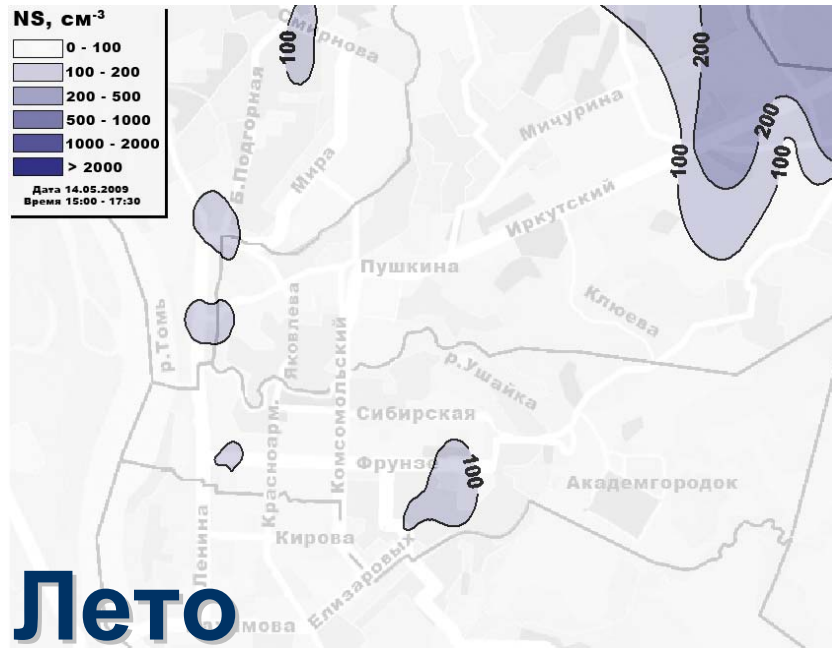 NS, см⁻³
0 - 100
100 - 200
200 - 500
500 - 1000
1000 - 2000
> 2000
Дата 14.05.2009
Время 15:00 - 17:30
Смирнова
100
200
Б.Подгорная
Мира
Мичурина
200
100
100
Иркутский
Пушкина
Клюева
р.Томь
Яковлева
Комсомольский
р.Ушайка
Сибирская
Красноарм.
Фрунзе
100
Академгородок
Ленина
Кирова
Елизаровых
Лето